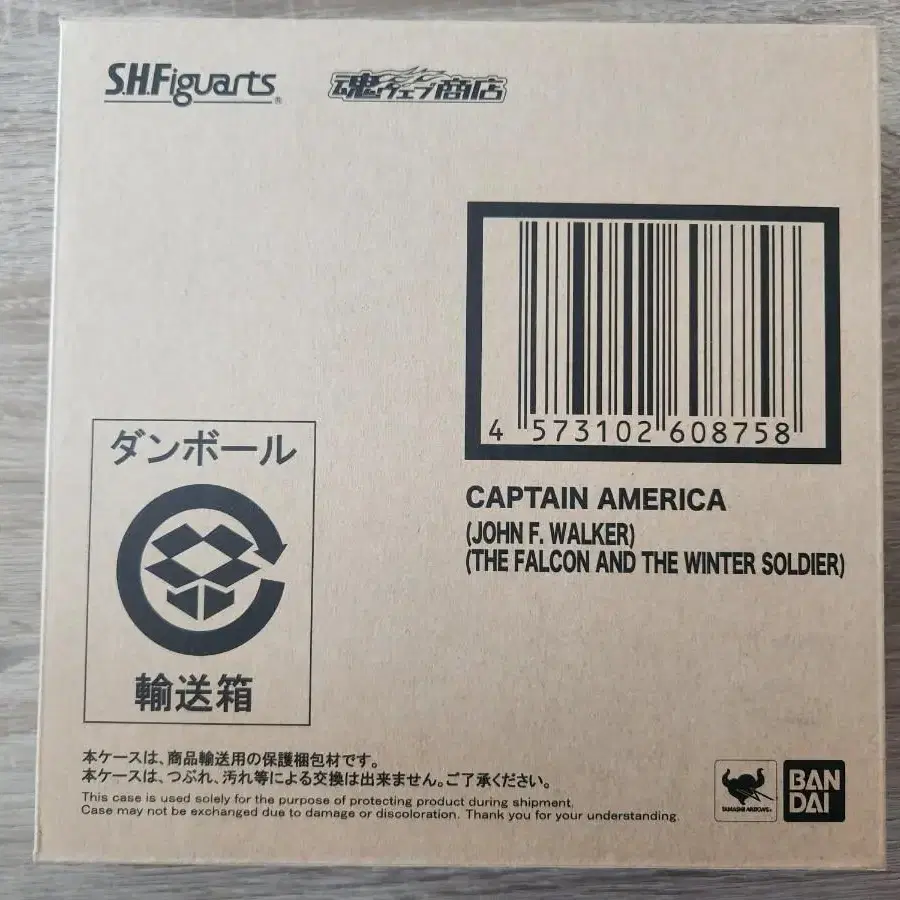 S.H.Figuarts®
魂ウェブ商店
4 573102 608758
CAPTAIN AMERICA
(JOHN F. WALKER)
(THE FALCON AND THE WINTER SOLDIER)
ダンボール
輸送箱
本ケースは、商品輸送用の保護梱包材です。
本ケースは、つぶれ、汚れ等による交換は出来ません。ご了承ください。
This case is used solely for the purpose of protecting product during shipment.
Case may not be exchanged due to damage or discoloration. Thank you for your understanding.
TAMASHII NATIONS
BAN
DAI